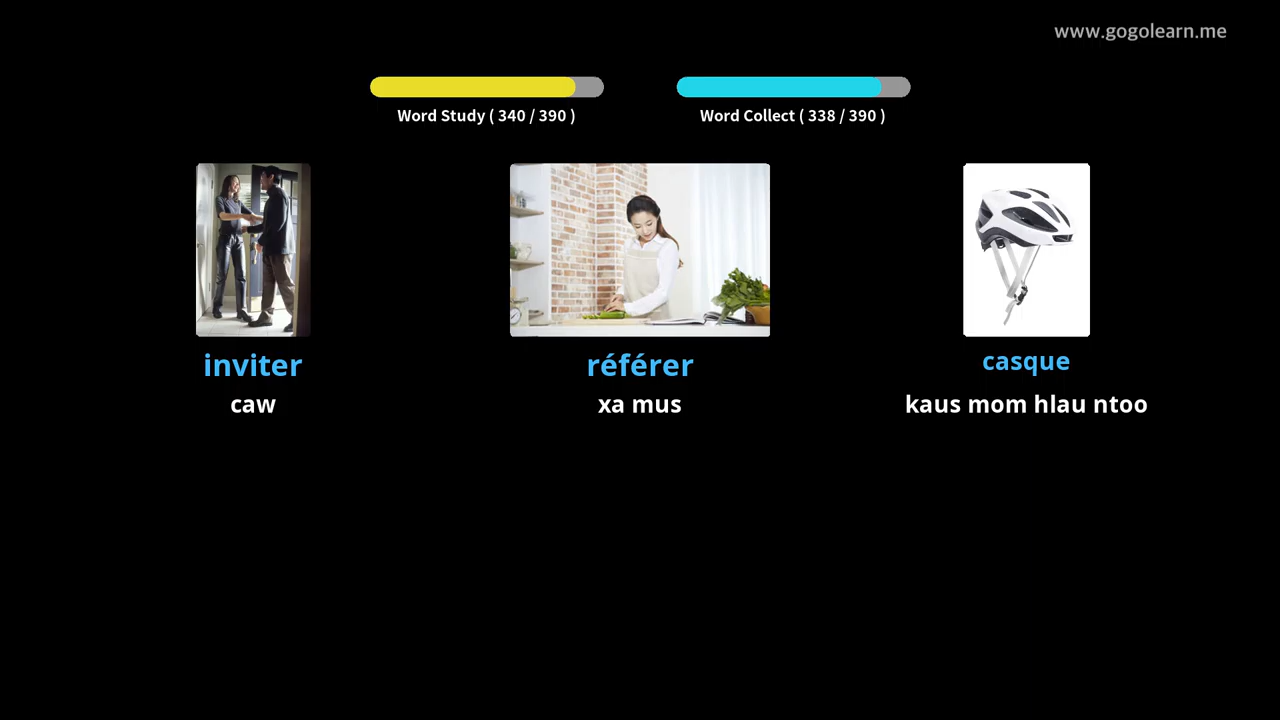 www.gogolearn.me
Word Study ( 340 / 390 )
Word Collect ( 338 / 390 )
inviter
référer
casque
caw
xa mus
kaus mom hlau ntoo